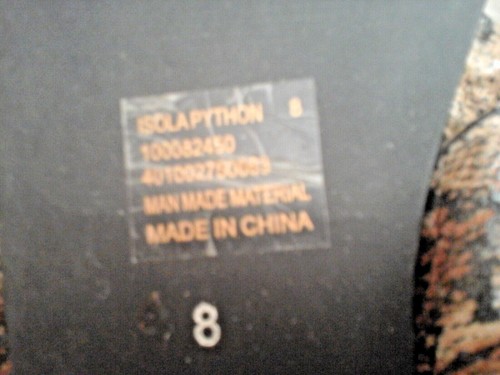 ISOLA PYTHON 8
100082450
MAN MADE MATERIAL
MADE IN CHINA
8